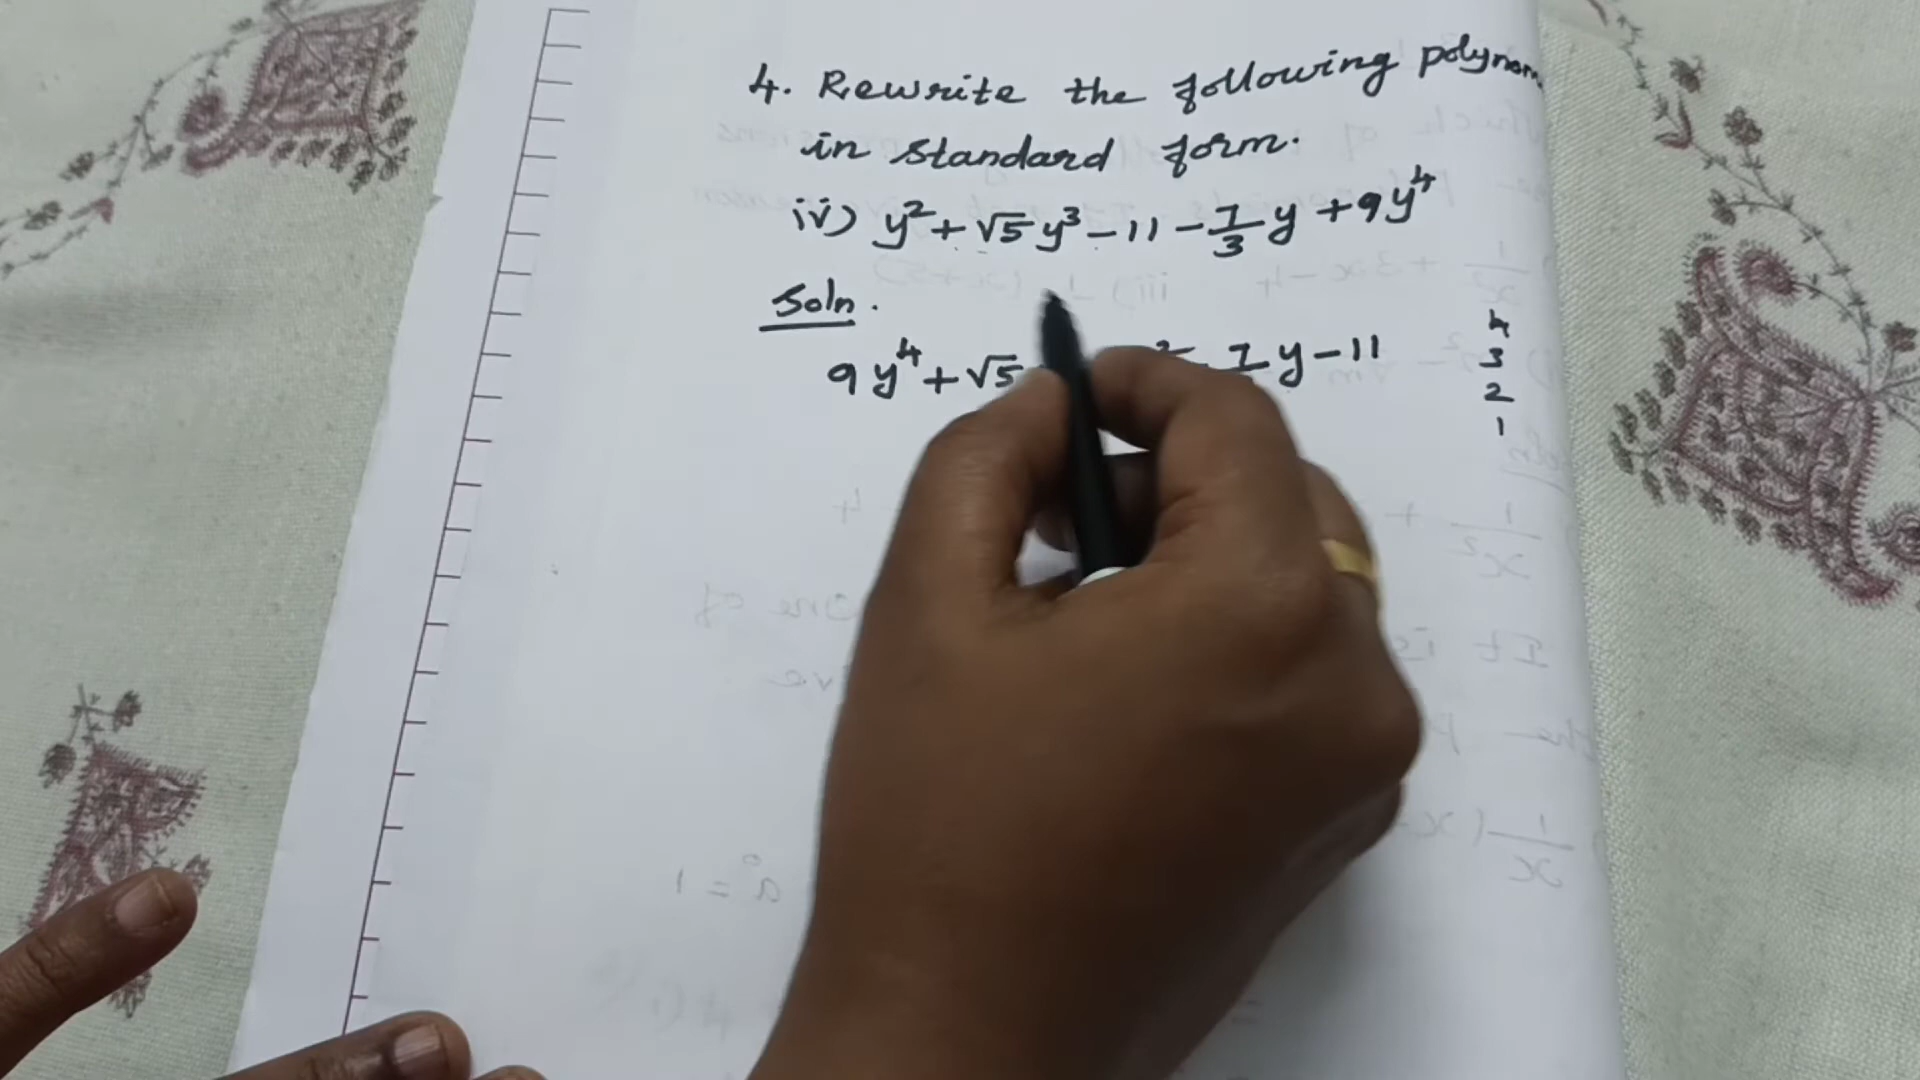 4. Rewrite the following polynom
in standard form.
iv) y² + √5 y³ - 11 - 7/3 y + 9y⁴
Soln.
9y⁴ + √5 - 7 y - 11
4
3
2
1